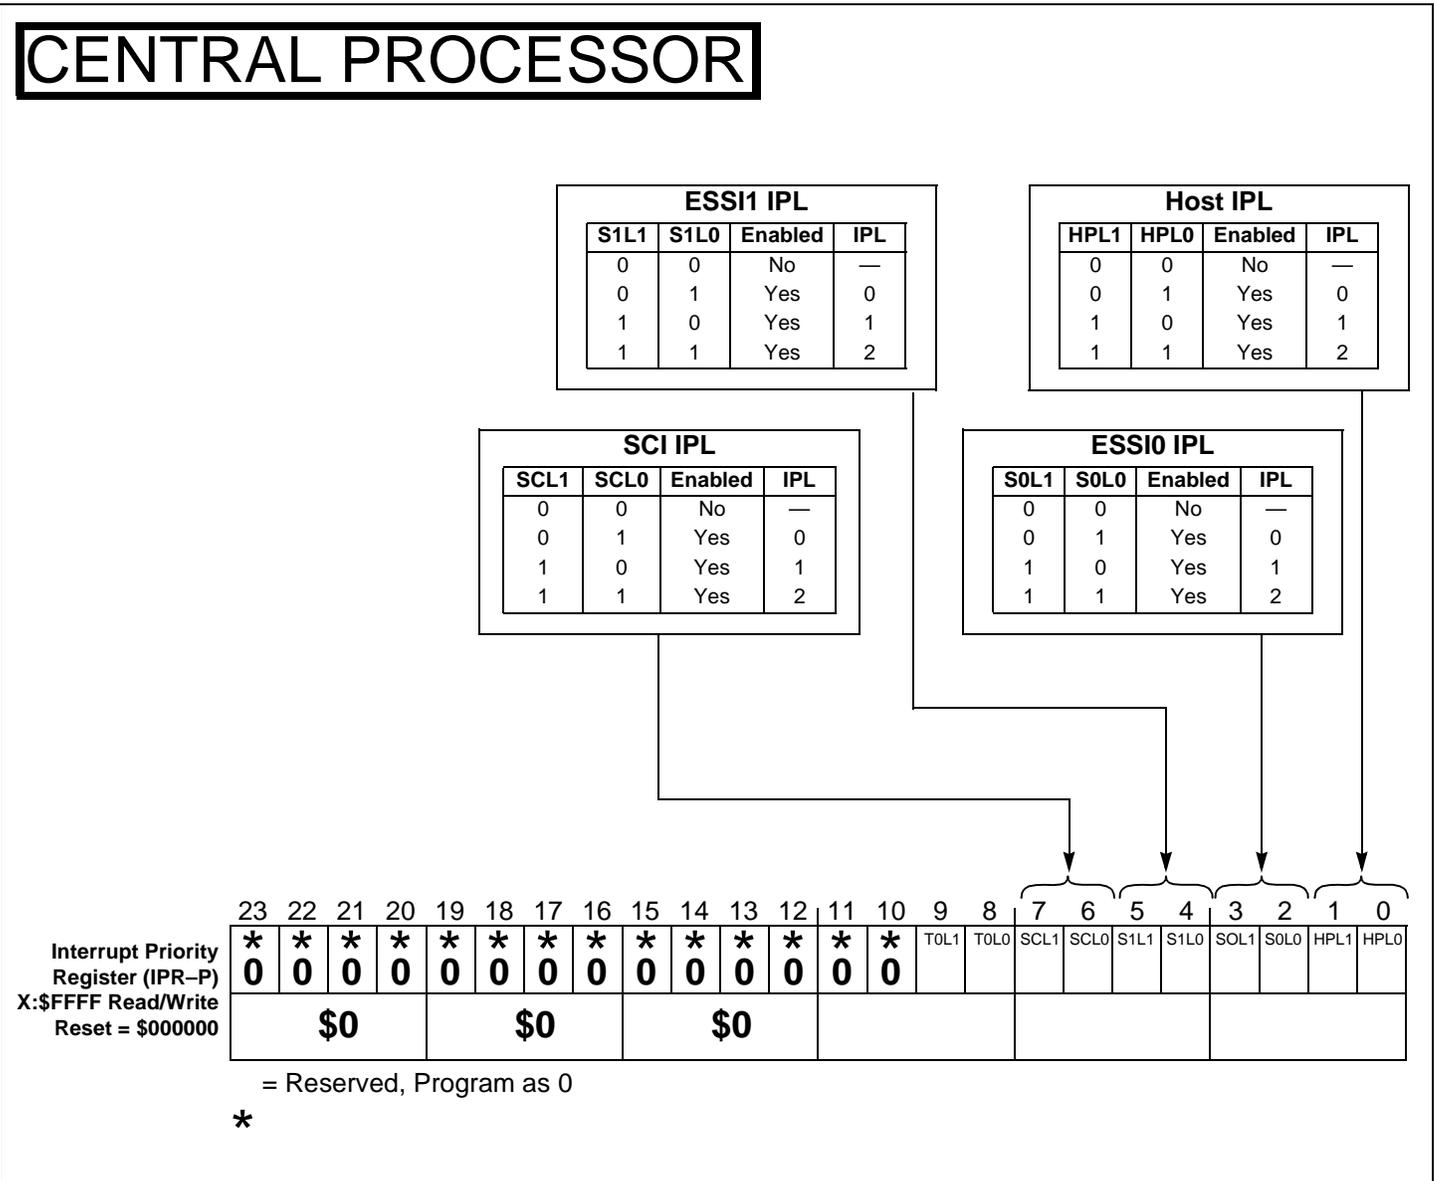 CENTRAL PROCESSOR
ESSI1 IPL
S1L1 S1L0 Enabled IPL
0 0 No —
0 1 Yes 0
1 0 Yes 1
1 1 Yes 2
Host IPL
HPL1 HPL0 Enabled IPL
0 0 No —
0 1 Yes 0
1 0 Yes 1
1 1 Yes 2
SCI IPL
SCL1 SCL0 Enabled IPL
0 0 No —
0 1 Yes 0
1 0 Yes 1
1 1 Yes 2
ESSI0 IPL
S0L1 S0L0 Enabled IPL
0 0 No —
0 1 Yes 0
1 0 Yes 1
1 1 Yes 2
23 22 21 20 19 18 17 16 15 14 13 12 11 10 9 8 7 6 5 4 3 2 1 0
Interrupt Priority
Register (IPR–P)
X:$FFFF Read/Write
Reset = $000000
* * * * * * * * * * * * * * T0L1 T0L0 SCL1 SCL0 S1L1 S1L0 SOL1 S0L0 HPL1 HPL0
0 0 0 0 0 0 0 0 0 0 0 0 0 0
$0 $0 $0
= Reserved, Program as 0
*